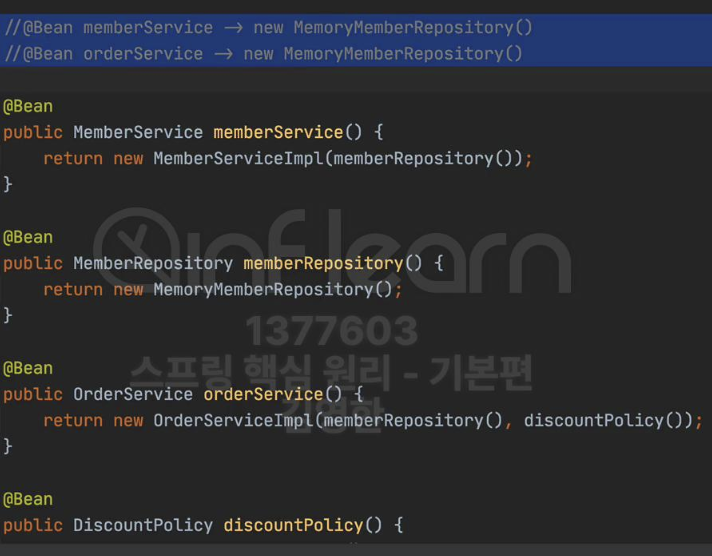 //@Bean memberService -> new MemoryMemberRepository()
//@Bean orderService -> new MemoryMemberRepository()
@Bean
public MemberService memberService() {
    return new MemberServiceImpl(memberRepository());
}
@Bean
public MemberRepository memberRepository() {
    return new MemoryMemberRepository();
}
@Bean
public OrderService orderService() {
    return new OrderServiceImpl(memberRepository(), discountPolicy());
}
@Bean
public DiscountPolicy discountPolicy() {
inflearn
1377603
스프링 핵심 원리 - 기본편
김영한